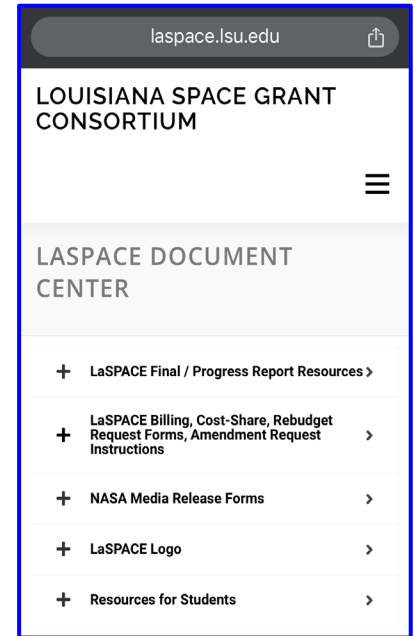 laspace.lsu.edu
LOUISIANA SPACE GRANT
CONSORTIUM
LASPACE DOCUMENT
CENTER
LaSPACE Final / Progress Report Resources
LaSPACE Billing, Cost-Share, Rebudget
Request Forms, Amendment Request
Instructions
NASA Media Release Forms
LaSPACE Logo
Resources for Students